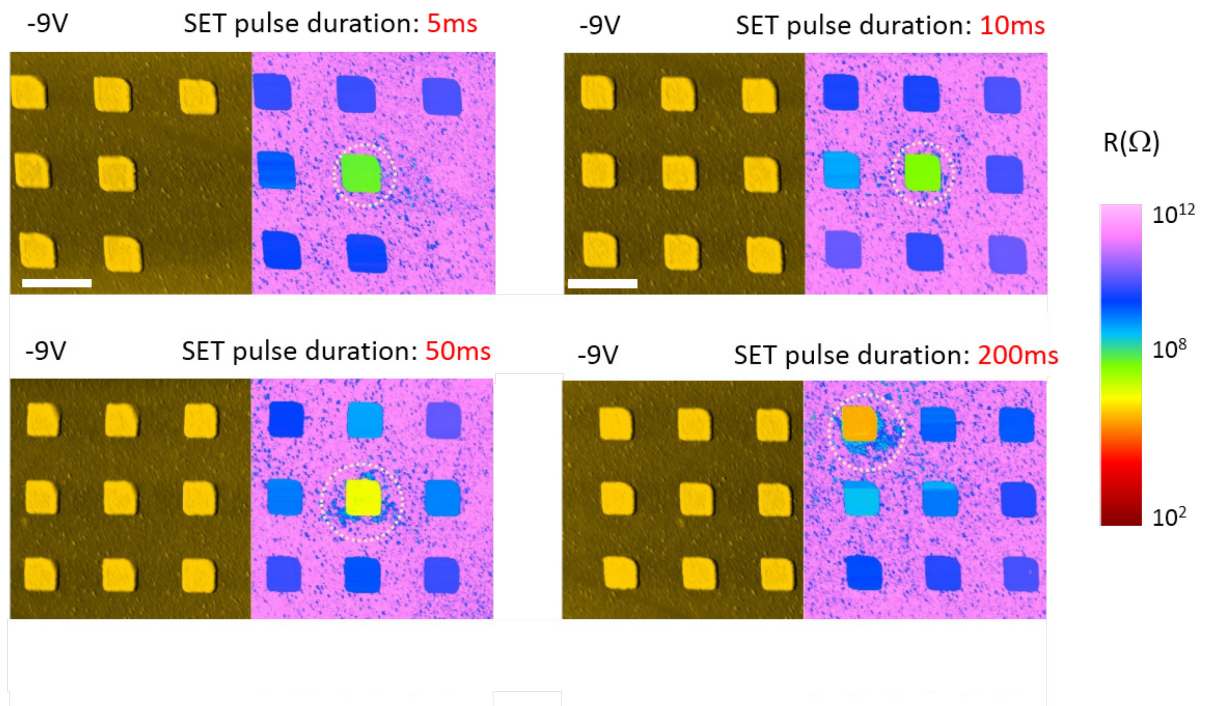 -9V SET pulse duration: 5ms
-9V SET pulse duration: 10ms
R(Ω)
10¹²
10⁸
10²
-9V SET pulse duration: 50ms
-9V SET pulse duration: 200ms